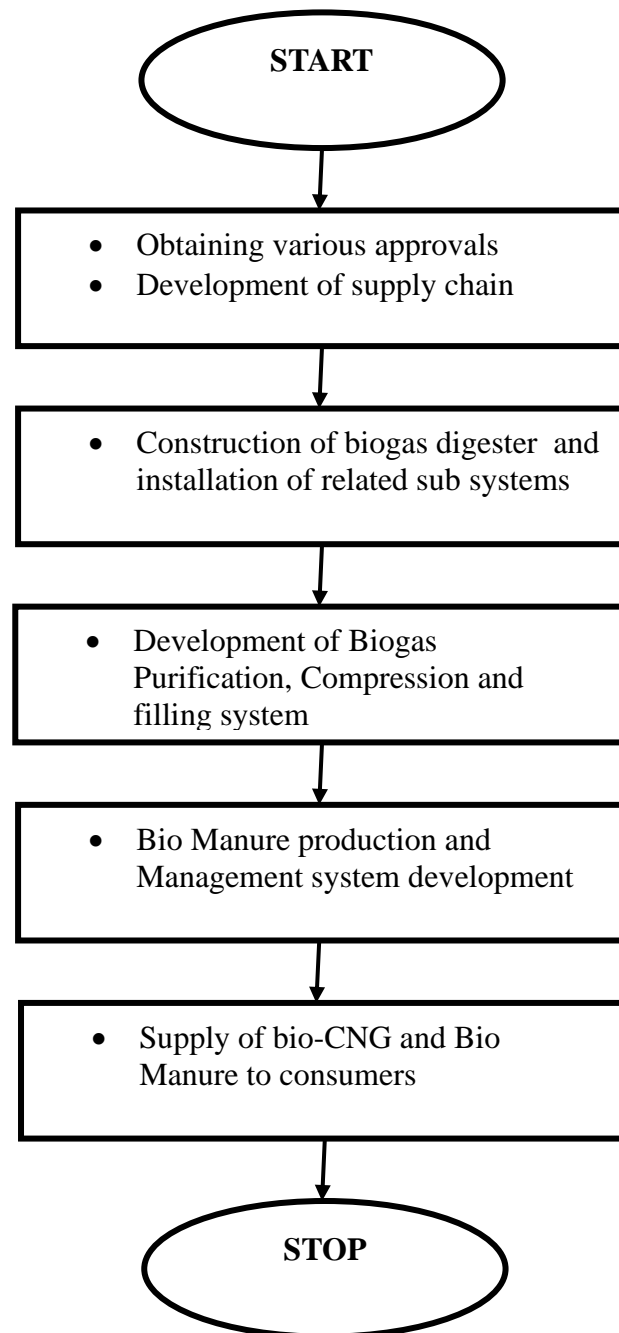 START
• Obtaining various approvals
• Development of supply chain
• Construction of biogas digester  and
installation of related sub systems
• Development of Biogas
Purification, Compression and
filling system
• Bio Manure production and
Management system development
• Supply of bio-CNG and Bio
Manure to consumers
STOP